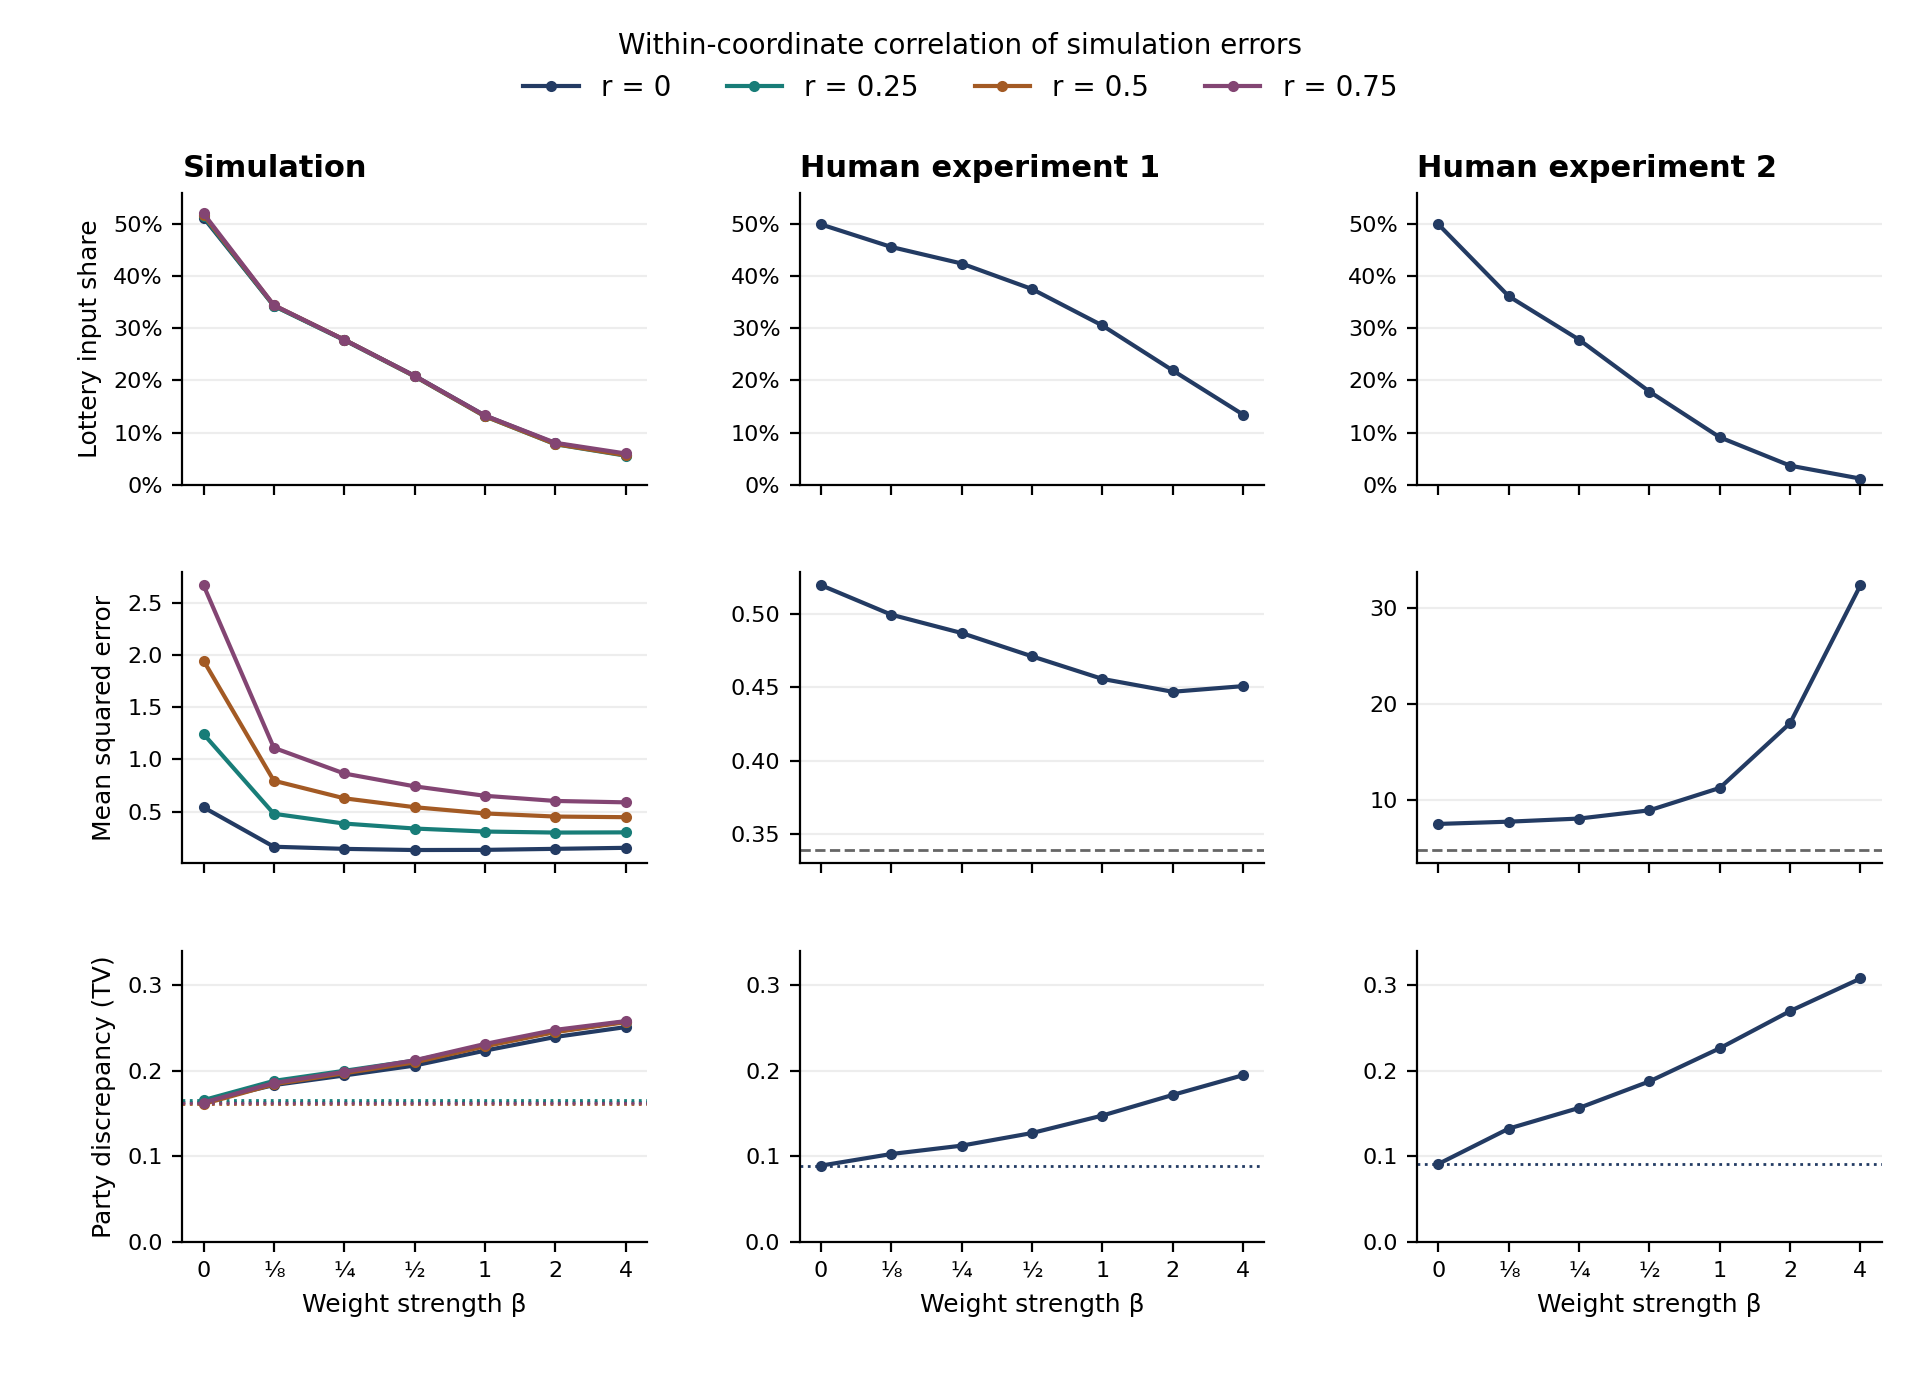 Within-coordinate correlation of simulation errors
r = 0 r = 0.25 r = 0.5 r = 0.75
Simulation Human experiment 1 Human experiment 2
Lottery input share
50% 50% 50%
40% 40% 40%
30% 30% 30%
20% 20% 20%
10% 10% 10%
0% 0% 0%
Mean squared error
2.5 0.50 30
2.0 0.45 20
1.5 0.40 10
1.0 0.35
0.5
Party discrepancy (TV)
0.3 0.3 0.3
0.2 0.2 0.2
0.1 0.1 0.1
0.0 0.0 0.0
0 ⅛ ¼ ½ 1 2 4 0 ⅛ ¼ ½ 1 2 4 0 ⅛ ¼ ½ 1 2 4
Weight strength β Weight strength β Weight strength β